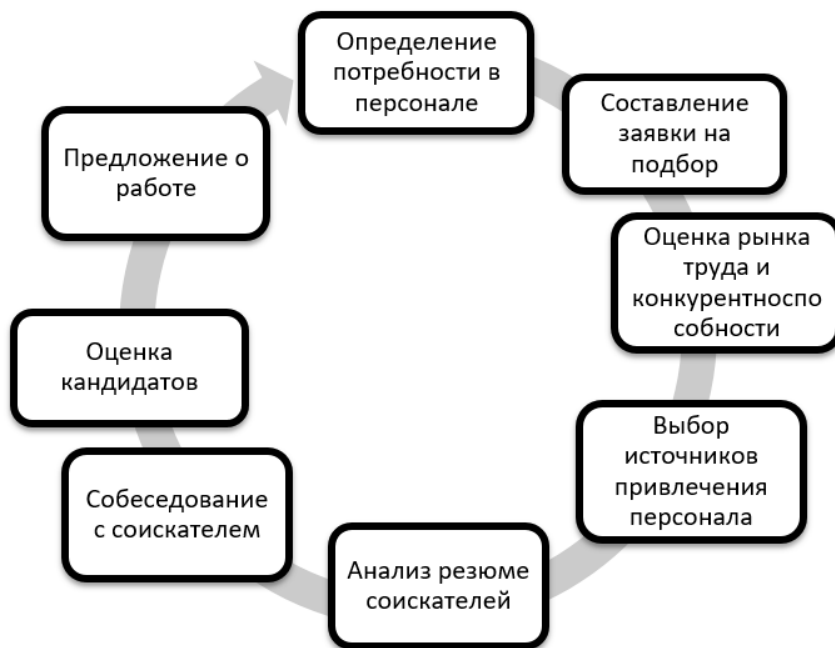 Определение
потребности в
персонале
Составление
заявки на
подбор
Оценка рынка
труда и
конкурентноспо
собности
Выбор
источников
привлечения
персонала
Анализ резюме
соискателей
Собеседование
с соискателем
Оценка
кандидатов
Предложение о
работе